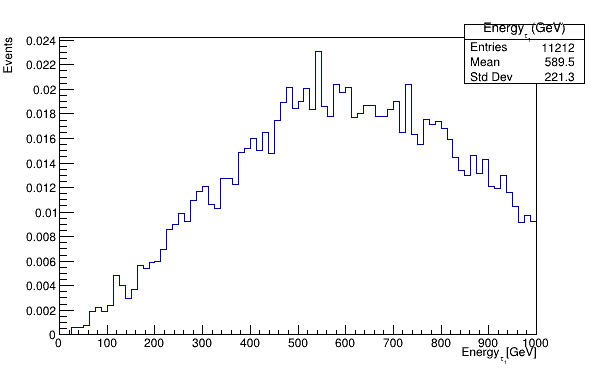 Energy_τ₁ (GeV)
Entries 11212
Mean 589.5
Std Dev 221.3
Events
0.024
0.022
0.02
0.018
0.016
0.014
0.012
0.01
0.008
0.006
0.004
0.002
0
0 100 200 300 400 500 600 700 800 900 1000
Energy_τ₁ [GeV]